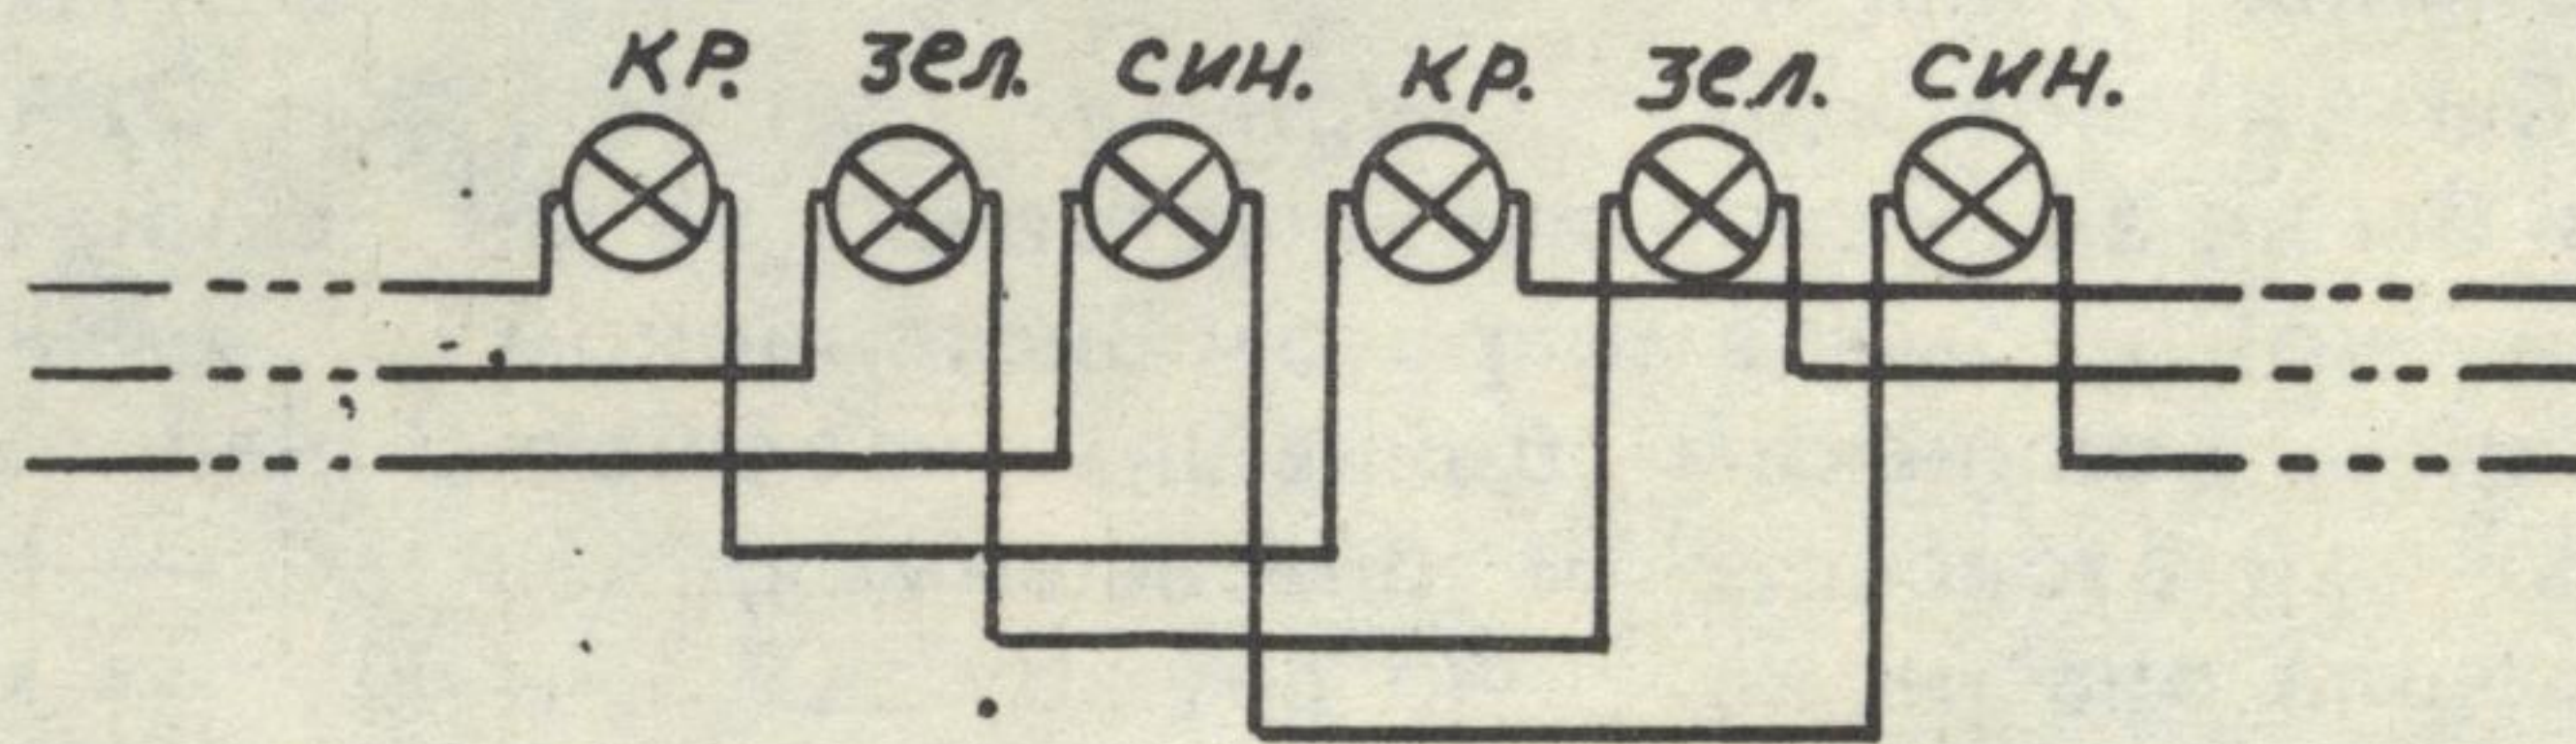 кр. зел. син. кр. зел. син.